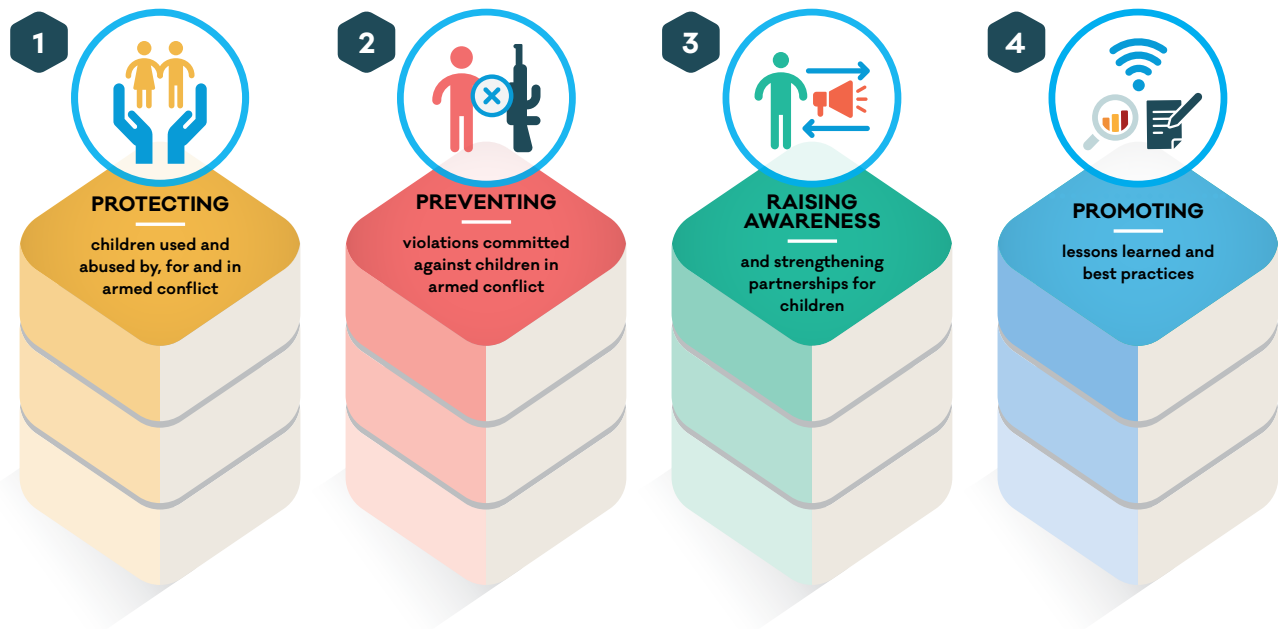 1
PROTECTING
children used and
abused by, for and in
armed conflict
2
PREVENTING
violations committed
against children in
armed conflict
3
RAISING
AWARENESS
and strengthening
partnerships for
children
4
PROMOTING
lessons learned and
best practices